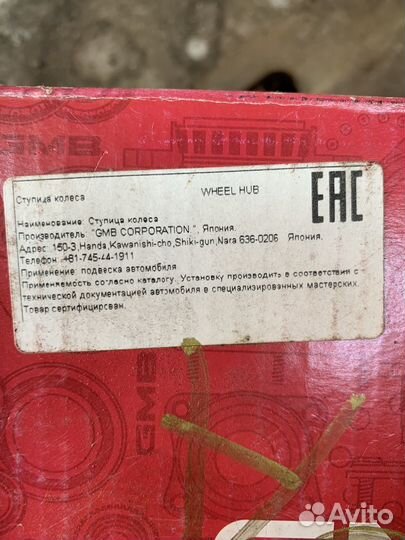 GMB
Ступица колеса WHEEL HUB
EAC
Наименование: Ступица колеса
Производитель: "GMB CORPORATION", Япония.
Адрес: 150-3,Handa,Kawanishi-cho,Shiki-gun,Nara 636-0206 Япония.
Телефон: +81-745-44-1911
Применение: подвеска автомобиля
Применяемость согласно каталогу. Установку производить в соответствии с
технической документацией автомобиля в специализированных мастерских.
Товар сертифицирован.
GMB
Avito